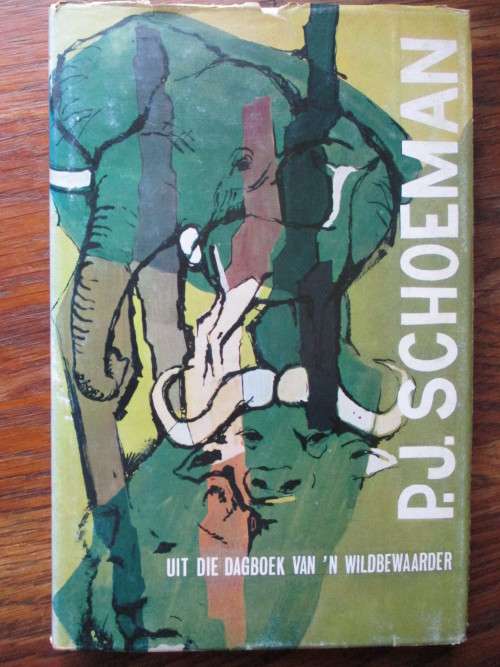 P.J. SCHOEMAN
UIT DIE DAGBOEK VAN 'N WILDBEWAARDER